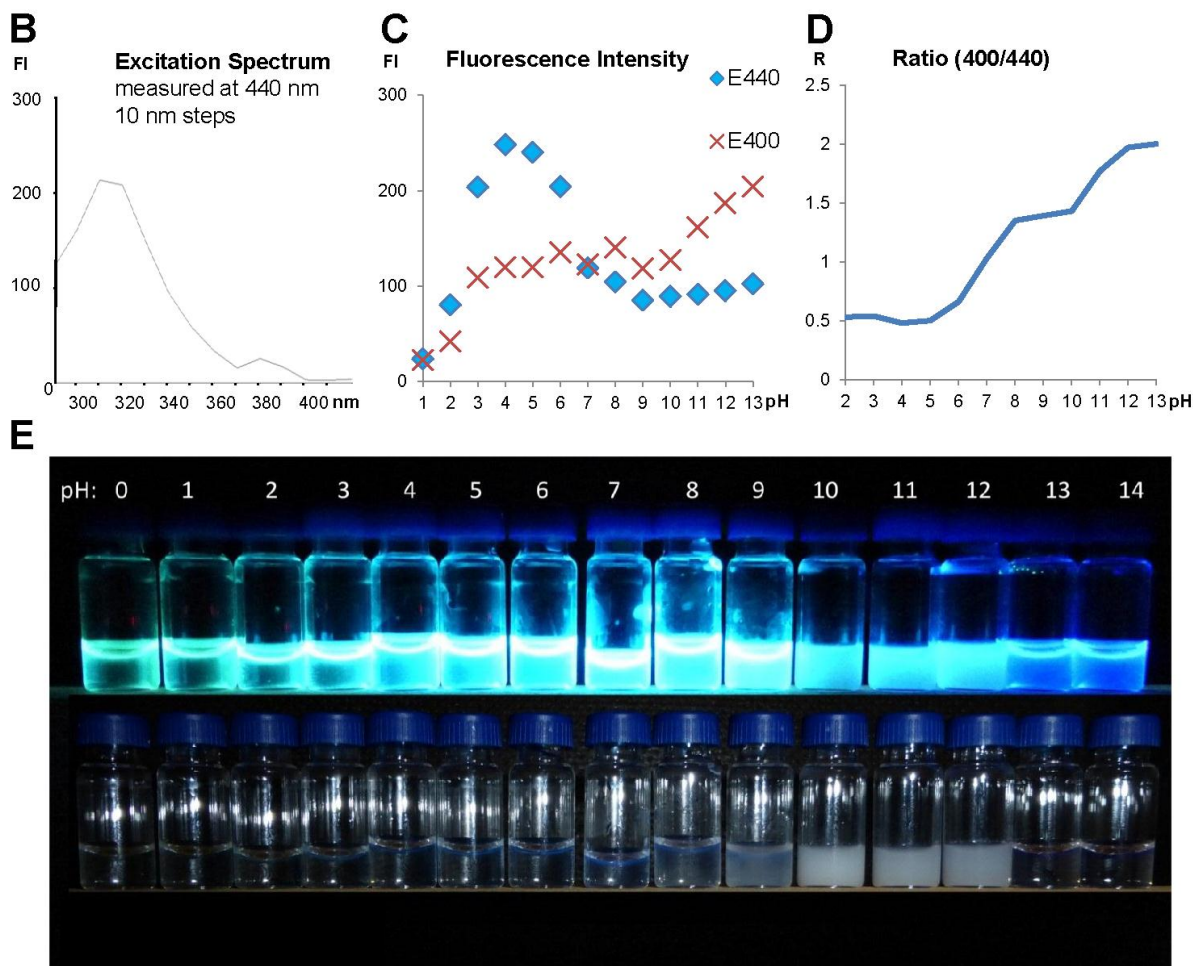 B
FI
Excitation Spectrum
measured at 440 nm
10 nm steps
300
200
100
0
300 320 340 360 380 400 nm
C
FI
Fluorescence Intensity
E440
E400
300
200
100
0
1 2 3 4 5 6 7 8 9 10 11 12 13 pH
D
R
Ratio (400/440)
2.5
2
1.5
1
0.5
0
2 3 4 5 6 7 8 9 10 11 12 13 pH
E
pH: 0 1 2 3 4 5 6 7 8 9 10 11 12 13 14